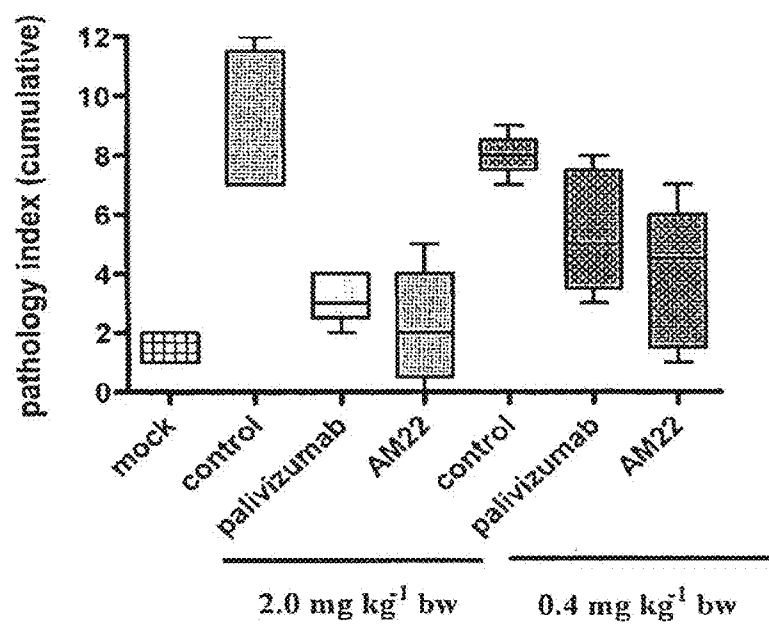 pathology index (cumulative)
12
10
8
6
4
2
0
mock
control
palivizumab
AM22
control
palivizumab
AM22
2.0 mg kg⁻¹ bw
0.4 mg kg⁻¹ bw